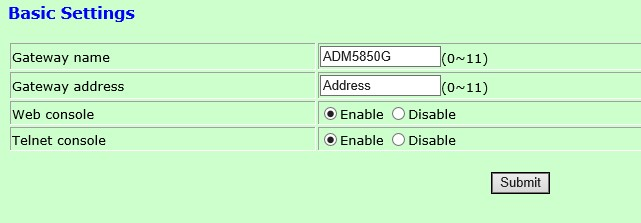 Basic Settings
Gateway name ADM5850G (0~11)
Gateway address Address (0~11)
Web console Enable Disable
Telnet console Enable Disable
Submit